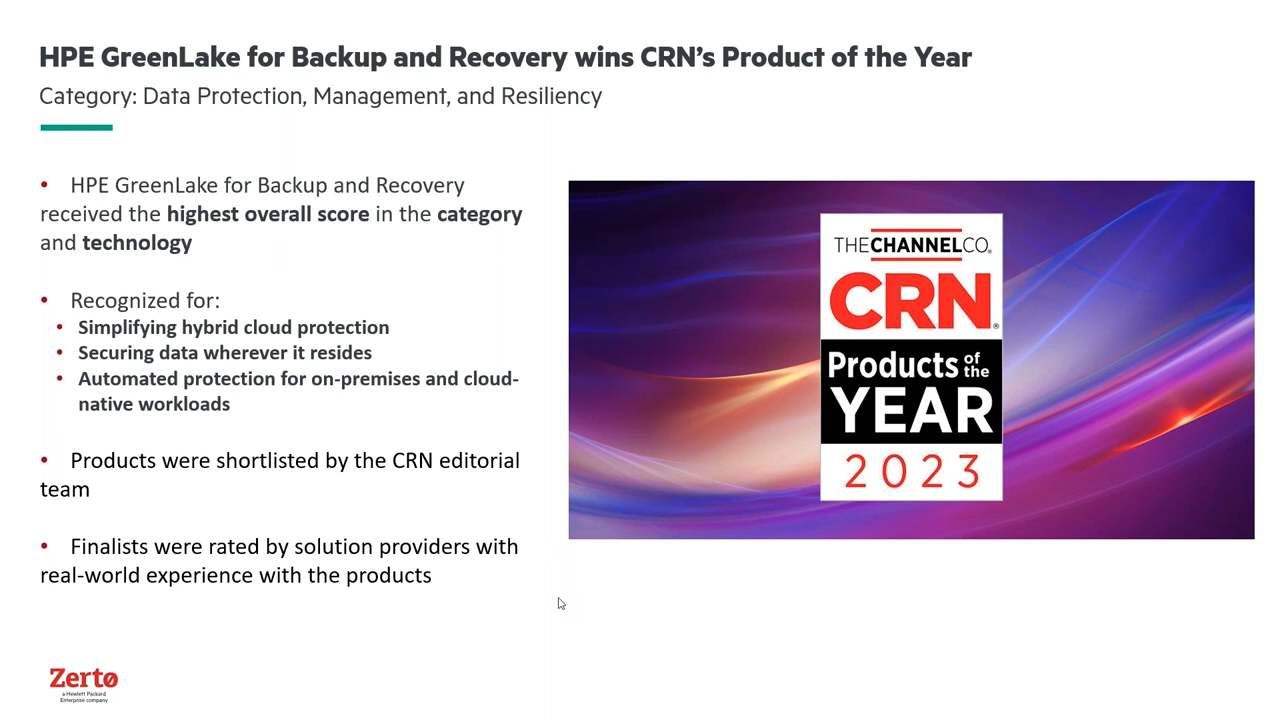 HPE GreenLake for Backup and Recovery wins CRN’s Product of the Year
Category: Data Protection, Management, and Resiliency
• HPE GreenLake for Backup and Recovery
received the highest overall score in the category
and technology
• Recognized for:
• Simplifying hybrid cloud protection
• Securing data wherever it resides
• Automated protection for on-premises and cloud-
native workloads
• Products were shortlisted by the CRN editorial
team
• Finalists were rated by solution providers with
real-world experience with the products
THE CHANNEL CO.
CRN®
Products of the
YEAR
2023
Zerto
a Hewlett Packard
Enterprise company